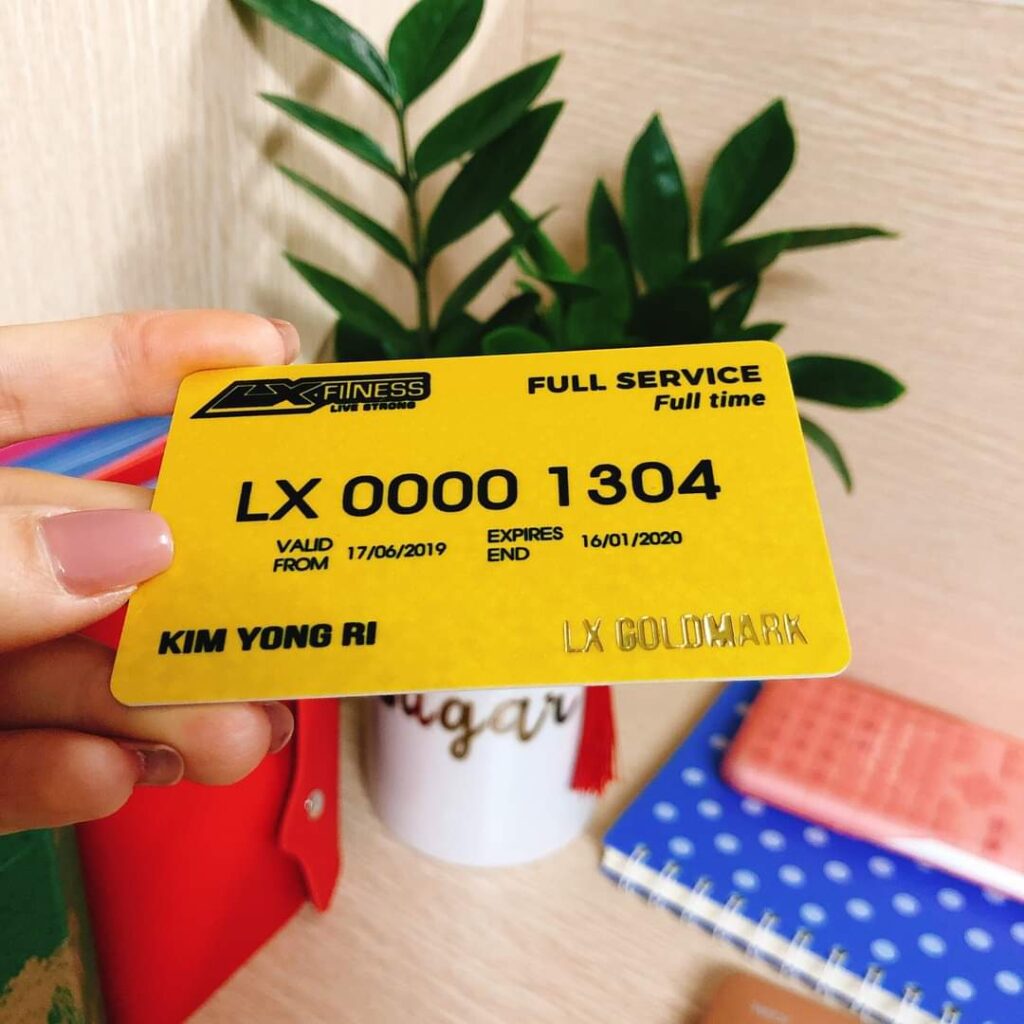 LX FITNESS
LIVE STRONG
FULL SERVICE
Full time
LX 0000 1304
VALID FROM 17/06/2019 EXPIRES END 16/01/2020
KIM YONG RI
LX GOLDMARK